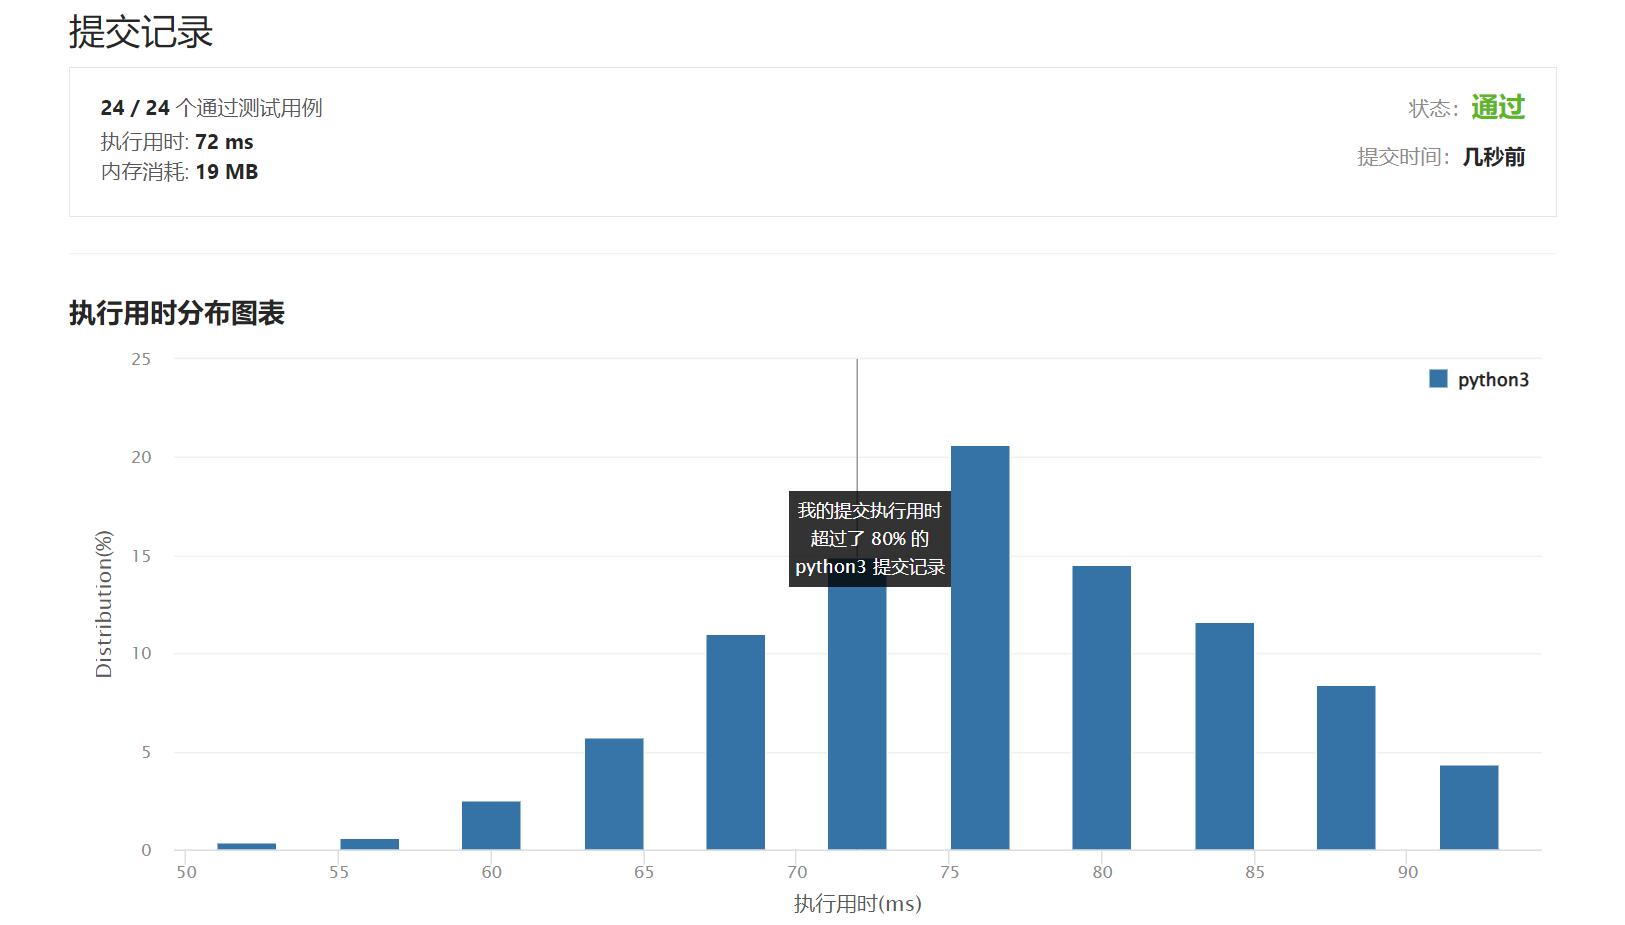 提交记录
24 / 24 个通过测试用例
状态：通过
执行用时: 72 ms
提交时间：几秒前
内存消耗: 19 MB
执行用时分布图表
25
20
15
10
5
0
Distribution(%)
python3
我的提交执行用时
超过了 80% 的
python3 提交记录
50 55 60 65 70 75 80 85 90
执行用时(ms)